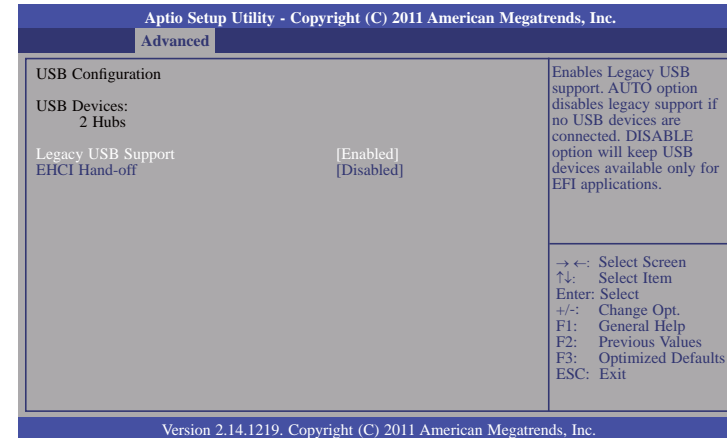 Aptio Setup Utility - Copyright (C) 2011 American Megatrends, Inc.
Advanced
USB Configuration
USB Devices:
2 Hubs
Legacy USB Support [Enabled]
EHCI Hand-off [Disabled]
Enables Legacy USB
support. AUTO option
disables legacy support if
no USB devices are
connected. DISABLE
option will keep USB
devices available only for
EFI applications.
→ ←: Select Screen
↑↓: Select Item
Enter: Select
+/-: Change Opt.
F1: General Help
F2: Previous Values
F3: Optimized Defaults
ESC: Exit
Version 2.14.1219. Copyright (C) 2011 American Megatrends, Inc.